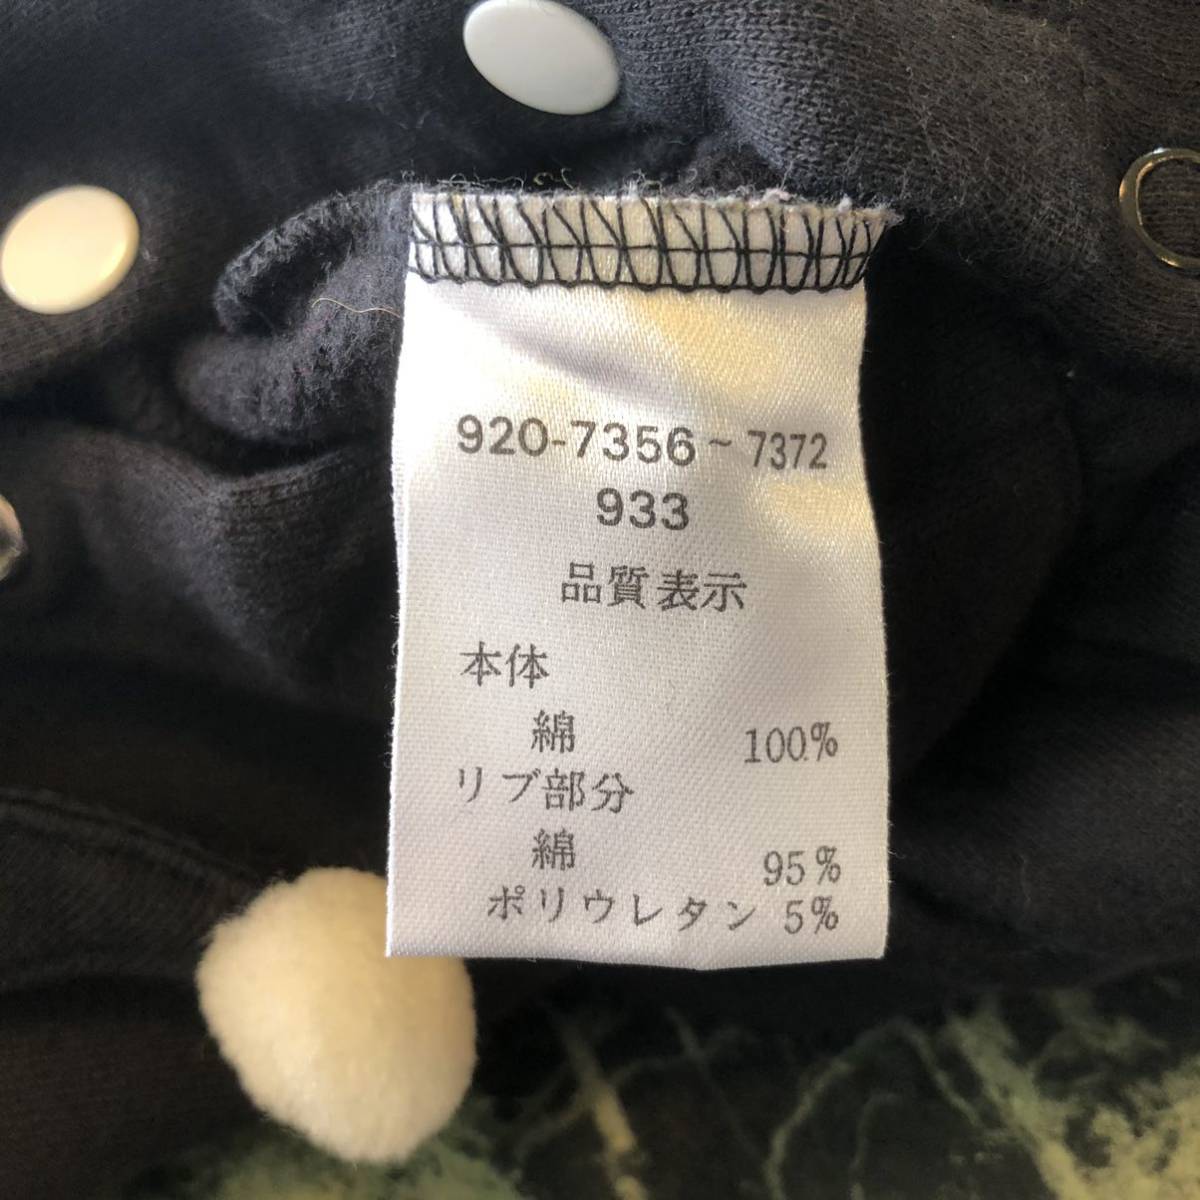 920-7356~7372
933
品質表示
本体
綿 100%
リブ部分
綿 95%
ポリウレタン 5%